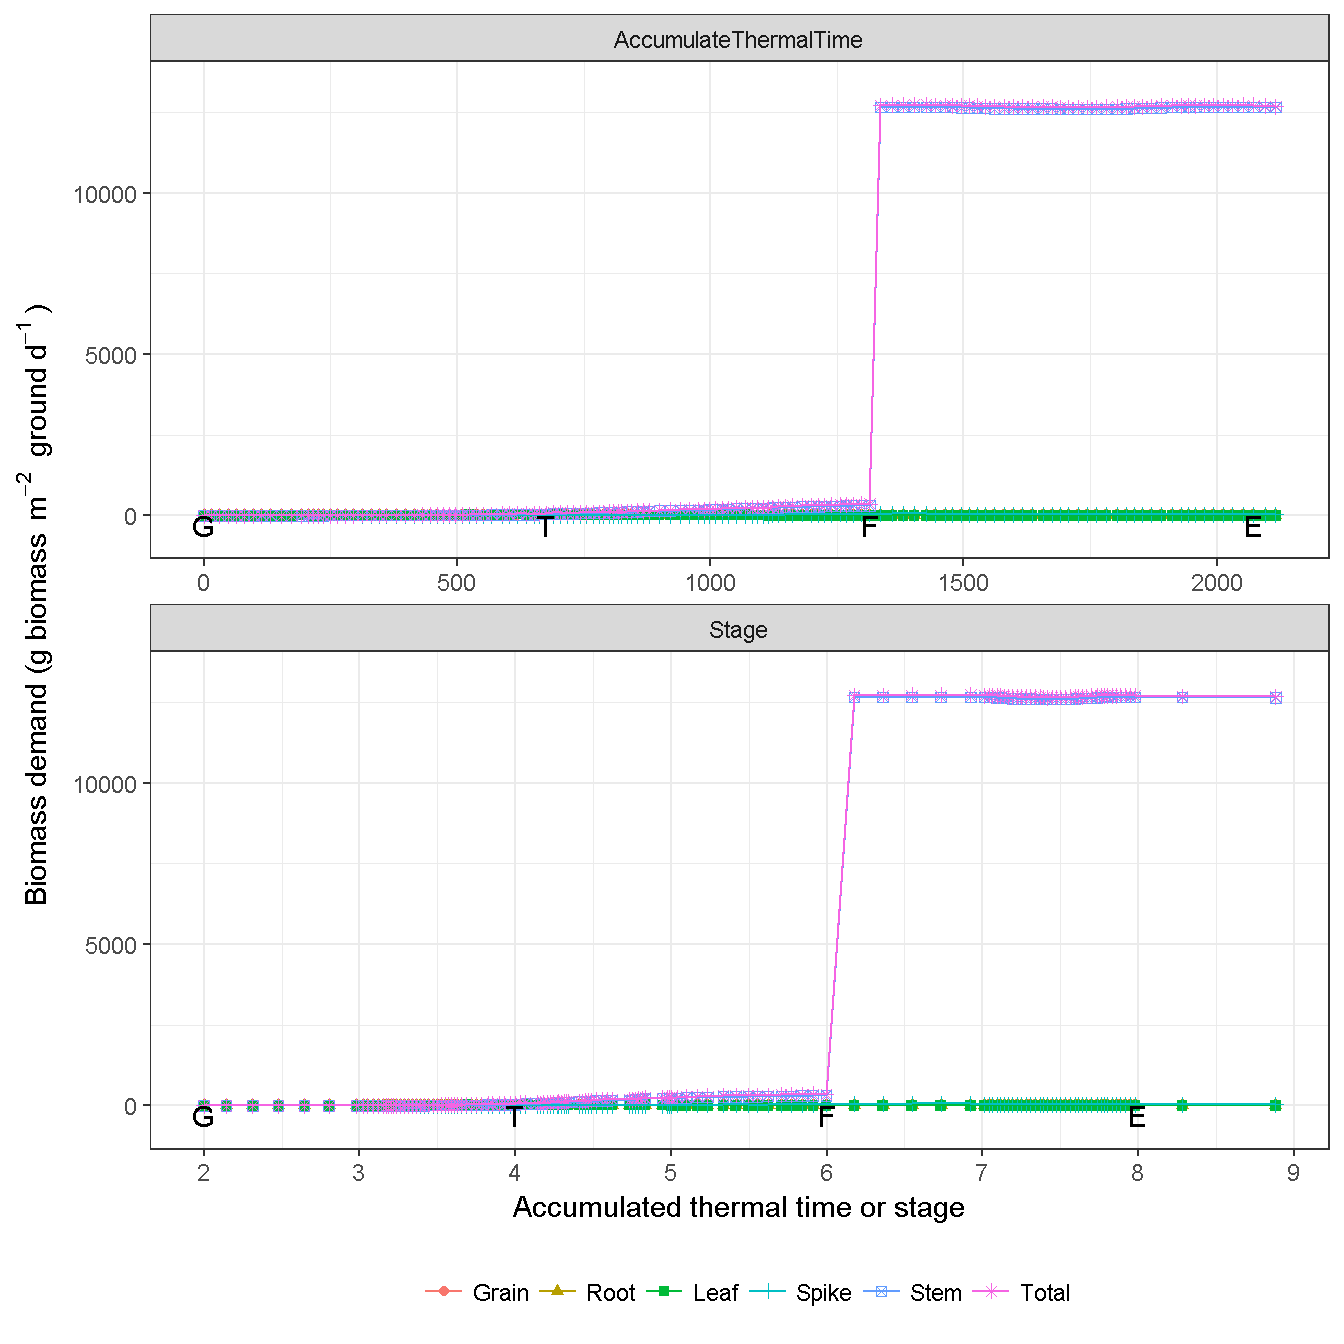 AccumulateThermalTime
10000
5000
0
G T F E
0 500 1000 1500 2000
Stage
10000
5000
0
G T F E
2 3 4 5 6 7 8 9
Biomass demand (g biomass m⁻² ground d⁻¹)
Accumulated thermal time or stage
Grain Root Leaf Spike Stem Total